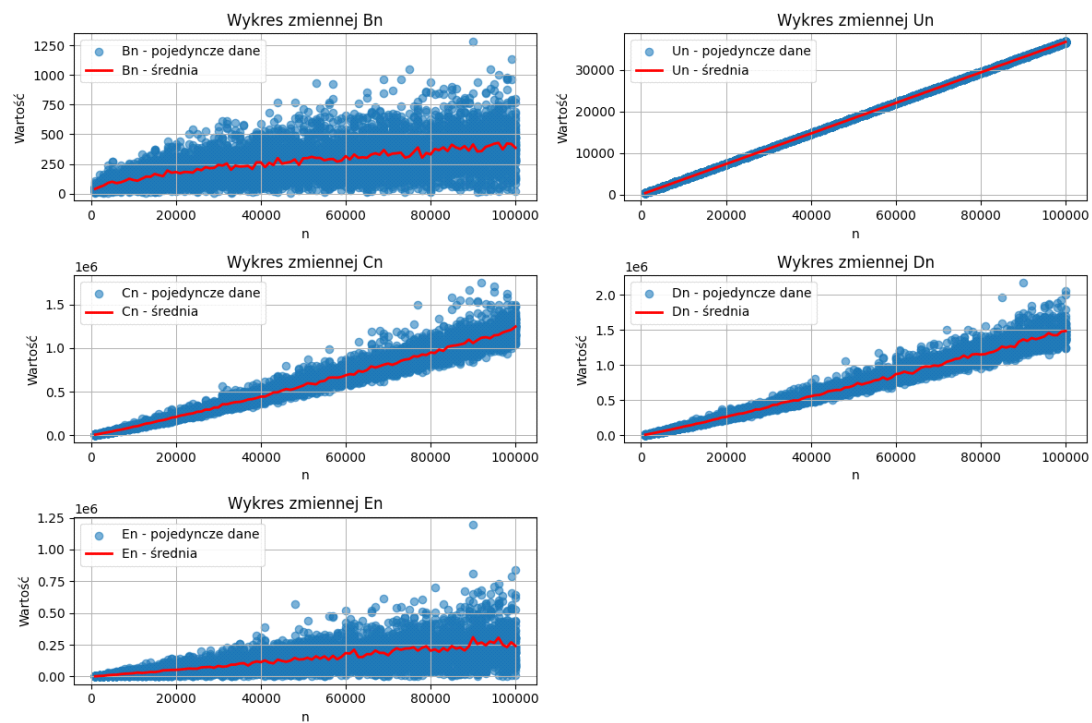 Wykres zmiennej Bn
Bn - pojedyncze dane
Bn - średnia
Wartość
1250
1000
750
500
250
0
0 20000 40000 60000 80000 100000
n
Wykres zmiennej Un
Un - pojedyncze dane
Un - średnia
Wartość
30000
20000
10000
0
0 20000 40000 60000 80000 100000
n
Wykres zmiennej Cn
1e6
Cn - pojedyncze dane
Cn - średnia
Wartość
1.5
1.0
0.5
0.0
0 20000 40000 60000 80000 100000
n
Wykres zmiennej Dn
1e6
Dn - pojedyncze dane
Dn - średnia
Wartość
2.0
1.5
1.0
0.5
0.0
0 20000 40000 60000 80000 100000
n
Wykres zmiennej En
1e6
En - pojedyncze dane
En - średnia
Wartość
1.25
1.00
0.75
0.50
0.25
0.00
0 20000 40000 60000 80000 100000
n